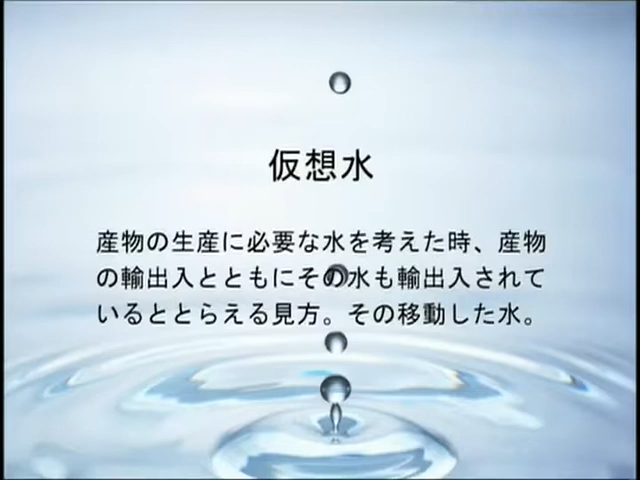 仮想水
産物の生産に必要な水を考えた時、産物
の輸出入とともにその水も輸出入されて
いるととらえる見方。その移動した水。